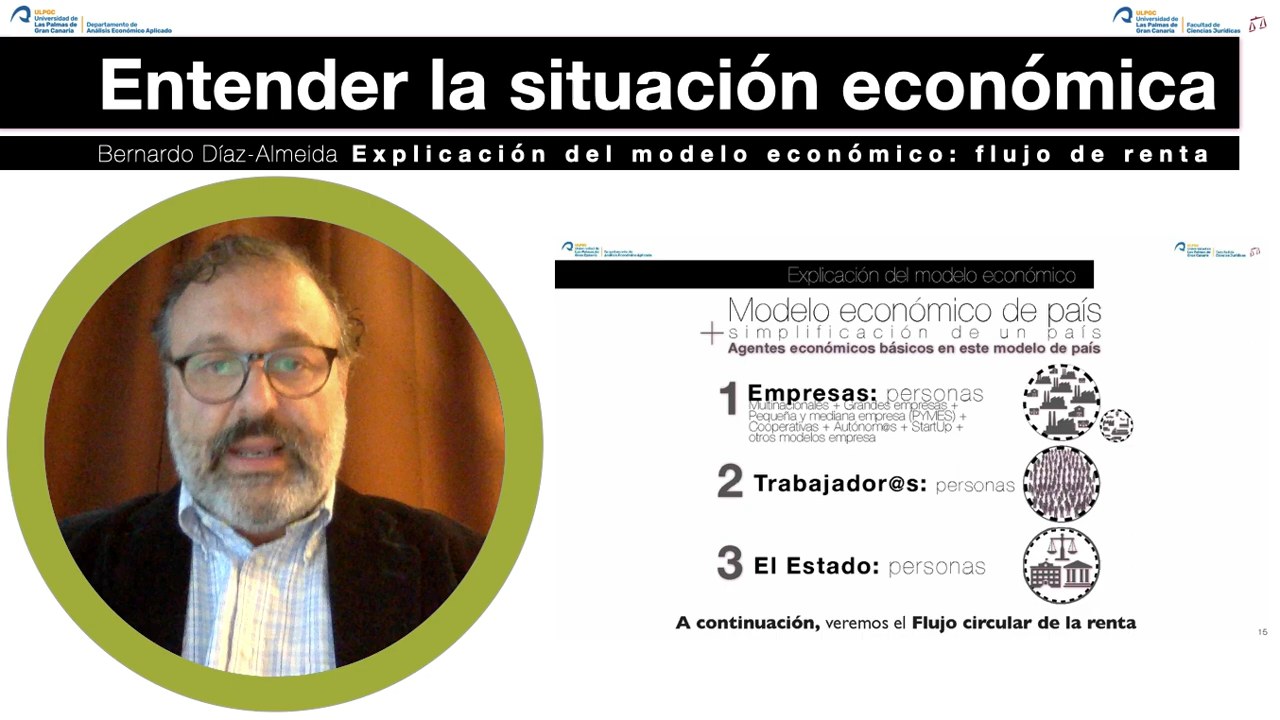 ULPGC
Universidad de
Las Palmas de
Gran Canaria
Departamento de
Análisis Económico Aplicado
ULPGC
Universidad de
Las Palmas de
Gran Canaria
Facultad de
Ciencias Jurídicas
Entender la situación económica
Bernardo Díaz-Almeida Explicación del modelo económico: flujo de renta
Explicación del modelo económico
Modelo económico de país
+ simplificación de un país
Agentes económicos básicos en este modelo de país
1 Empresas: personas
Multinacionales + Grandes empresas +
Pequeña y mediana empresa (PYMES) +
Cooperativas + Autónom@s + StartUp +
otros modelos empresa
2 Trabajador@s: personas
3 El Estado: personas
A continuación, veremos el Flujo circular de la renta
15